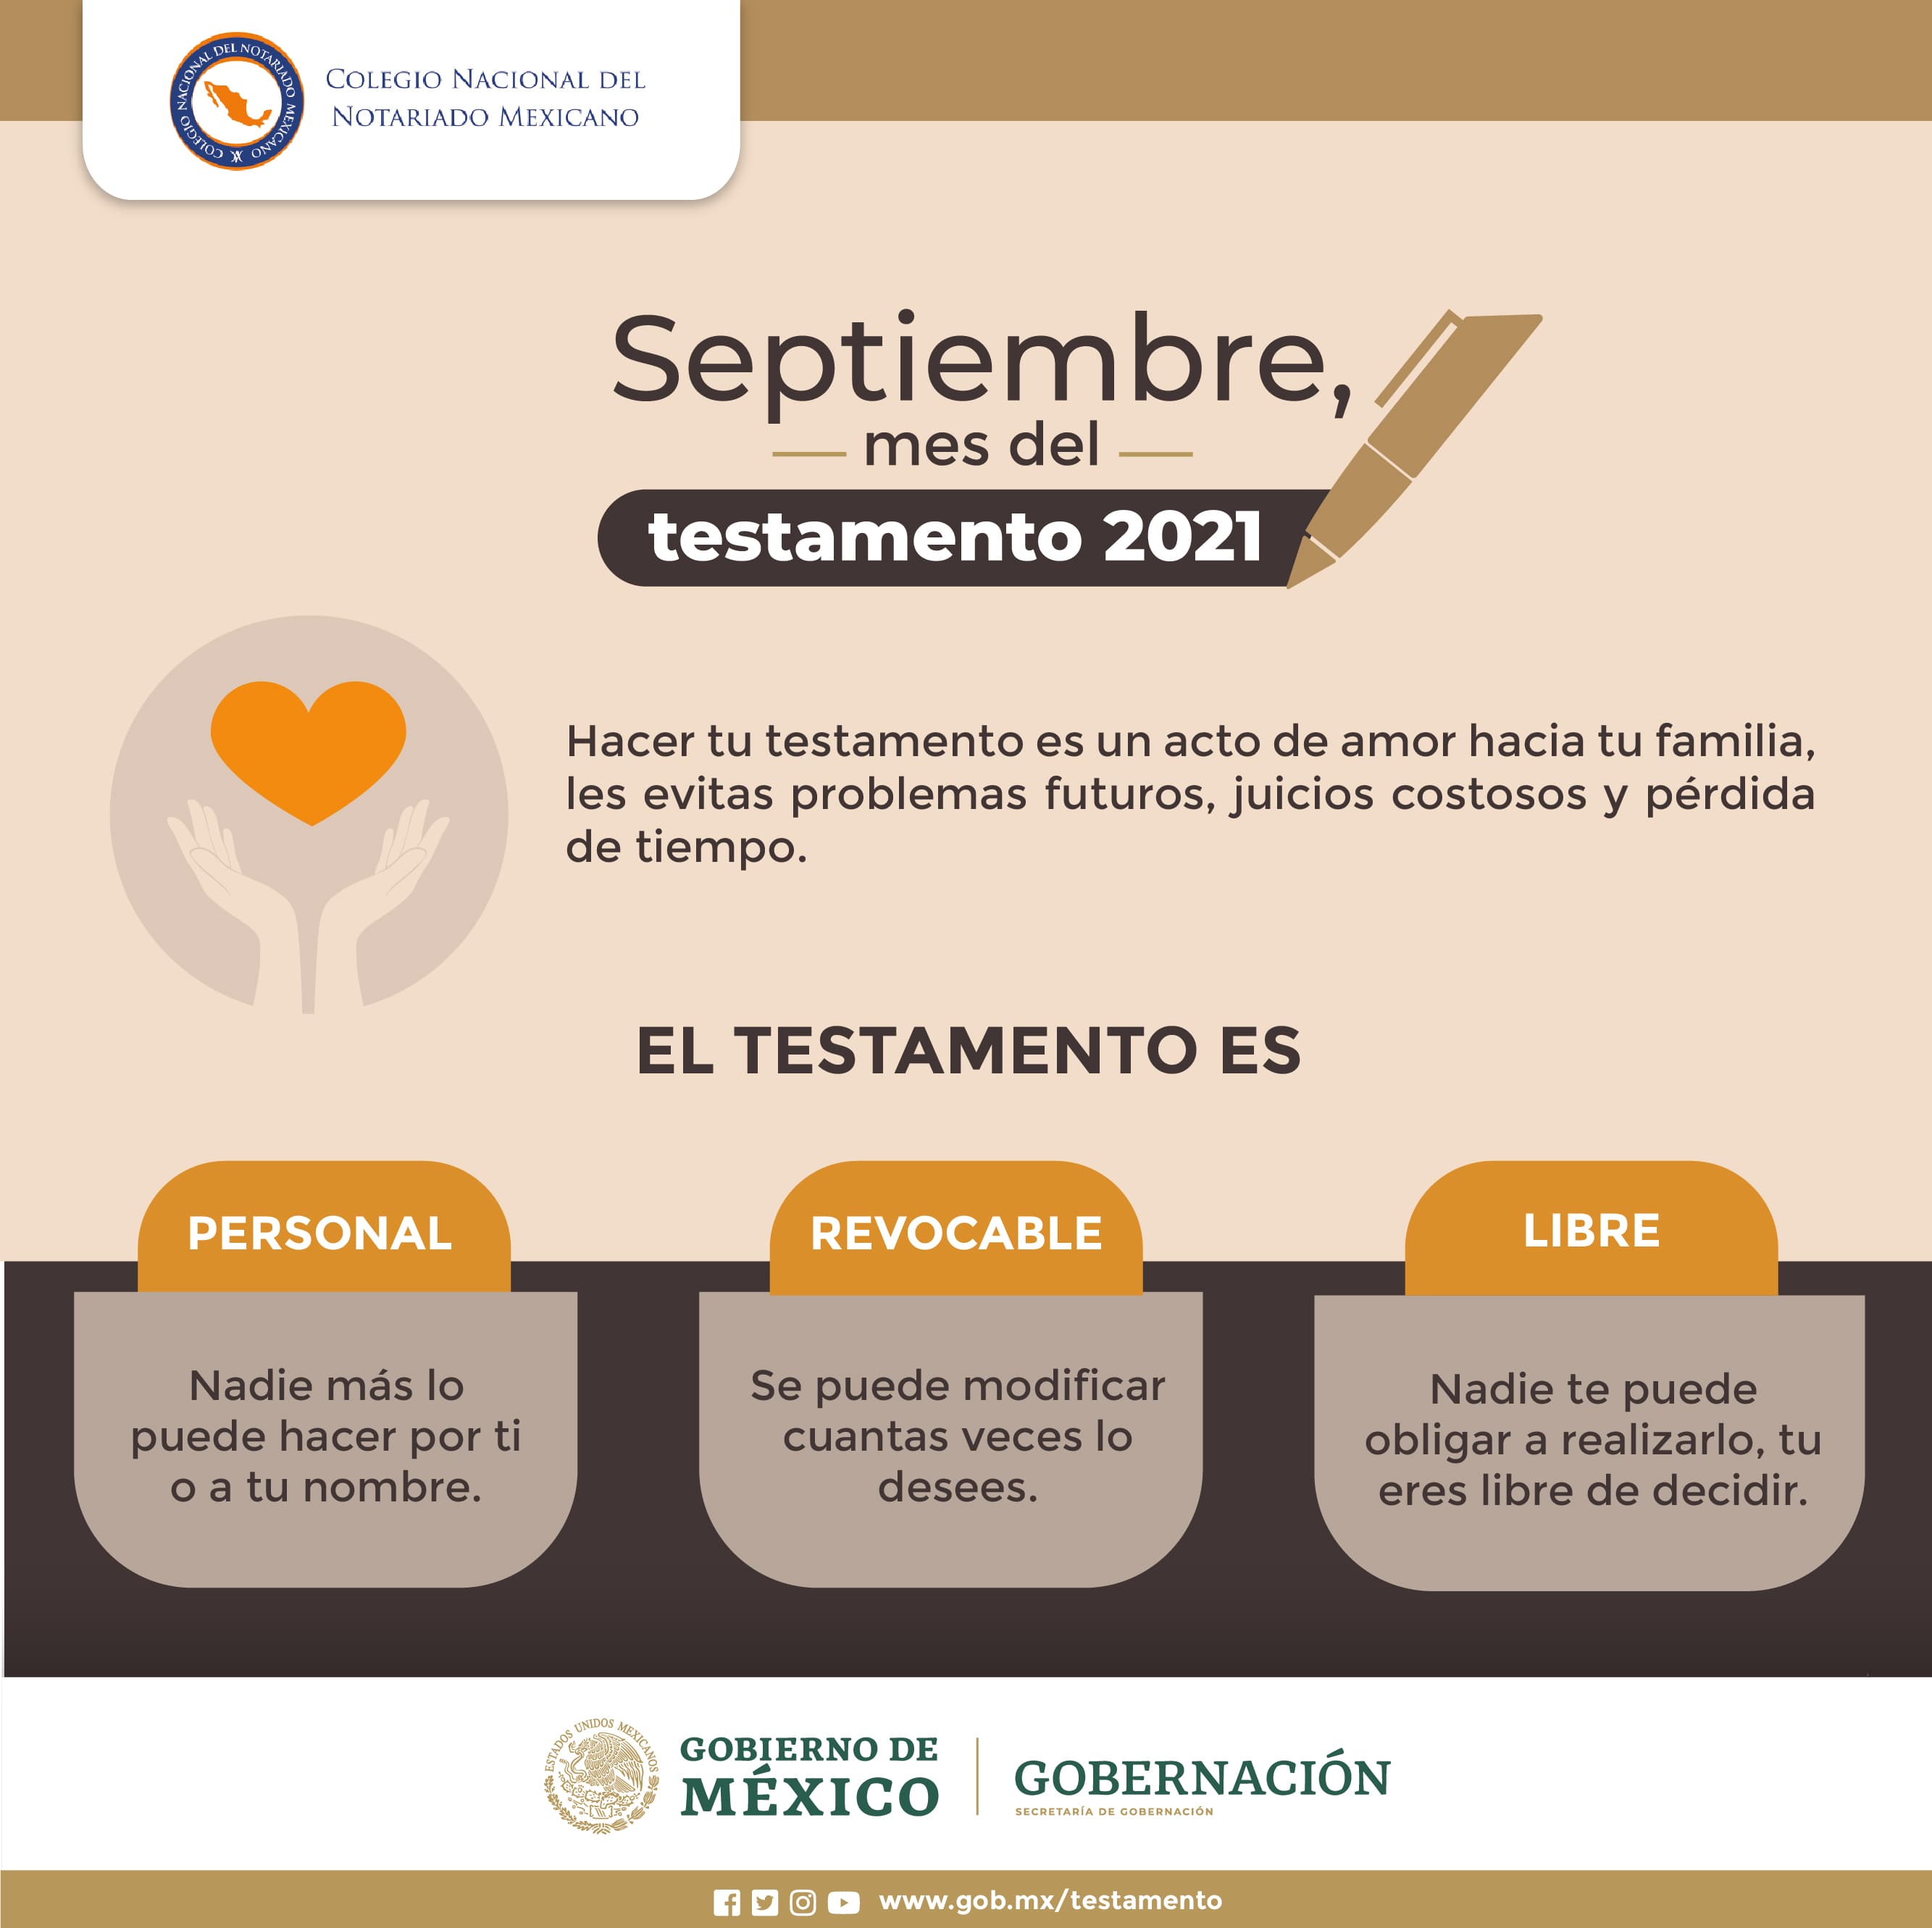 COLEGIO NACIONAL DEL NOTARIADO MEXICANO
COLEGIO NACIONAL DEL
NOTARIADO MEXICANO
Septiembre,
mes del
testamento 2021
Hacer tu testamento es un acto de amor hacia tu familia,
les evitas problemas futuros, juicios costosos y pérdida
de tiempo.
EL TESTAMENTO ES
PERSONAL
Nadie más lo
puede hacer por ti
o a tu nombre.
REVOCABLE
Se puede modificar
cuantas veces lo
desees.
LIBRE
Nadie te puede
obligar a realizarlo, tu
eres libre de decidir.
ESTADOS UNIDOS MEXICANOS
GOBIERNO DE
MÉXICO
GOBERNACIÓN
SECRETARÍA DE GOBERNACIÓN
www.gob.mx/testamento